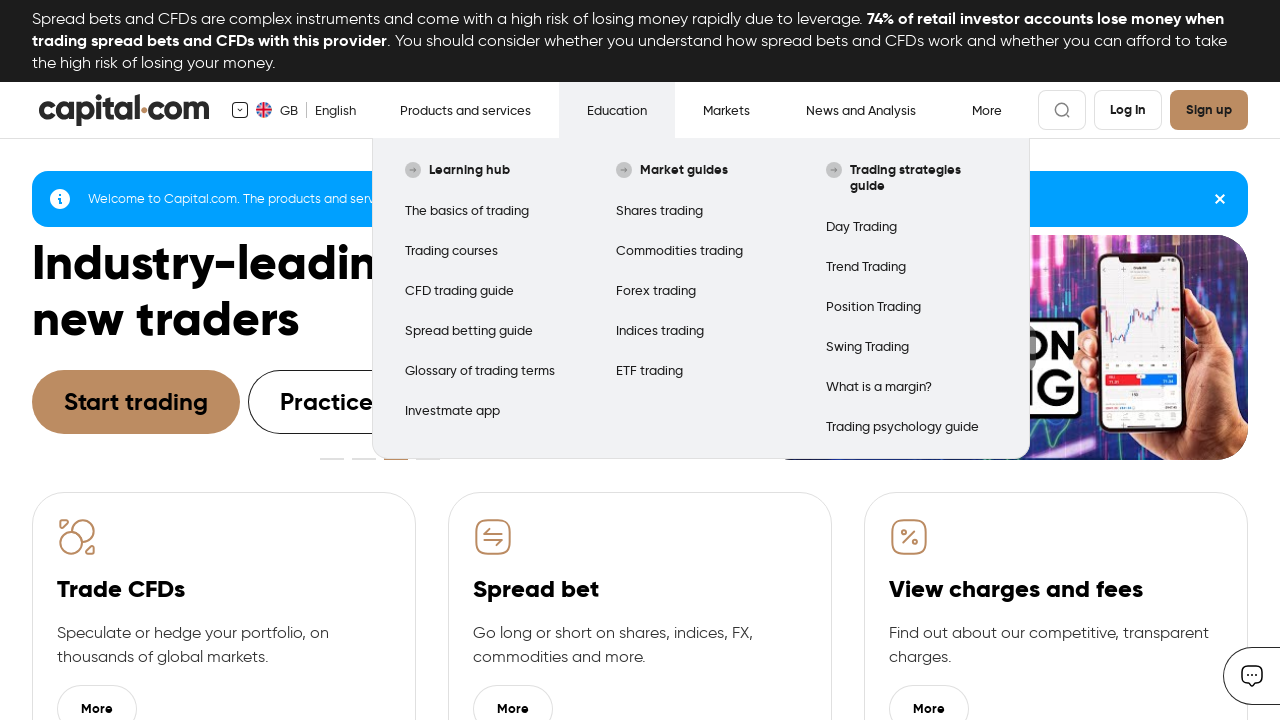 Spread bets and CFDs are complex instruments and come with a high risk of losing money rapidly due to leverage. 74% of retail investor accounts lose money when
trading spread bets and CFDs with this provider. You should consider whether you understand how spread bets and CFDs work and whether you can afford to take
the high risk of losing your money.
capital.com
GB
English
Products and services
Education
Markets
News and Analysis
More
Log In
Sign up
Learning hub
The basics of trading
Trading courses
CFD trading guide
Spread betting guide
Glossary of trading terms
Investmate app
Market guides
Shares trading
Commodities trading
Forex trading
Indices trading
ETF trading
Trading strategies
guide
Day Trading
Trend Trading
Position Trading
Swing Trading
What is a margin?
Trading psychology guide
Welcome to Capital.com. The products and serv
Industry-leadin
new traders
Start trading
Practice
Trade CFDs
Speculate or hedge your portfolio, on
thousands of global markets.
More
Spread bet
Go long or short on shares, indices, FX,
commodities and more.
More
View charges and fees
Find out about our competitive, transparent
charges.
More